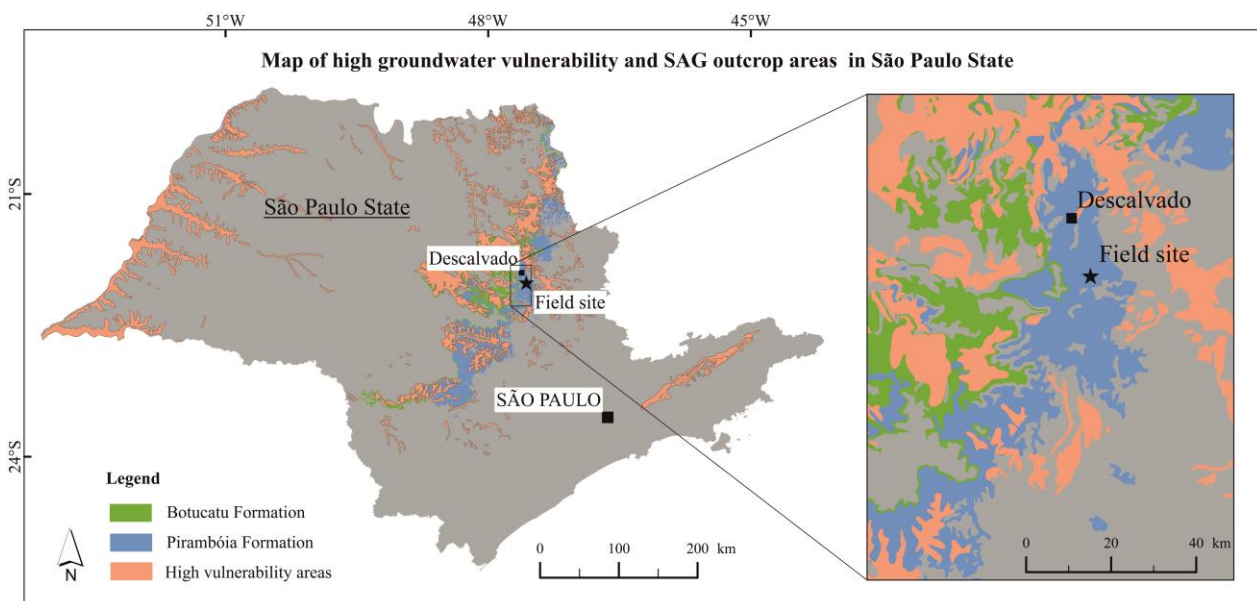 51°W 48°W 45°W
Map of high groundwater vulnerability and SAG outcrop areas in São Paulo State
21°S
24°S
São Paulo State
Descalvado
Field site
SÃO PAULO
Legend
Botucatu Formation
Pirambóia Formation
High vulnerability areas
N
0 100 200 km
Descalvado
Field site
0 20 40 km